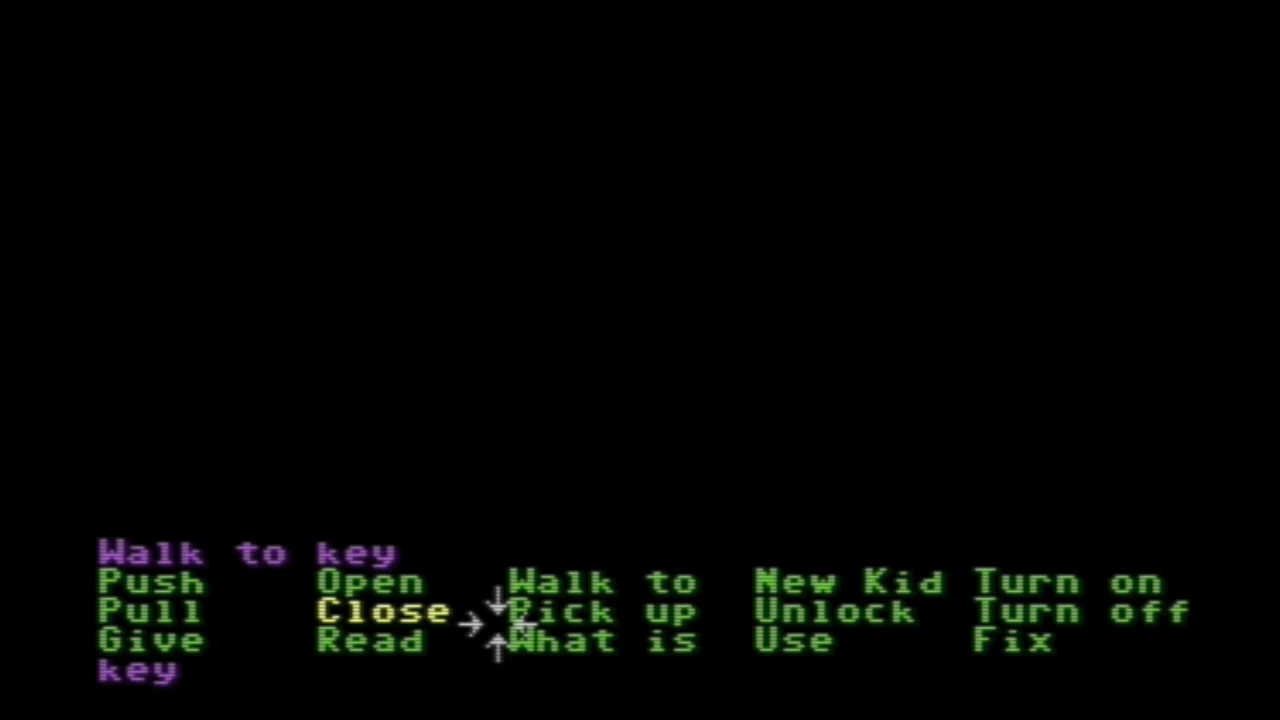 Walk to key
Push Open Walk to New Kid Turn on
Pull Close Pick up Unlock Turn off
Give Read What is Use Fix
key